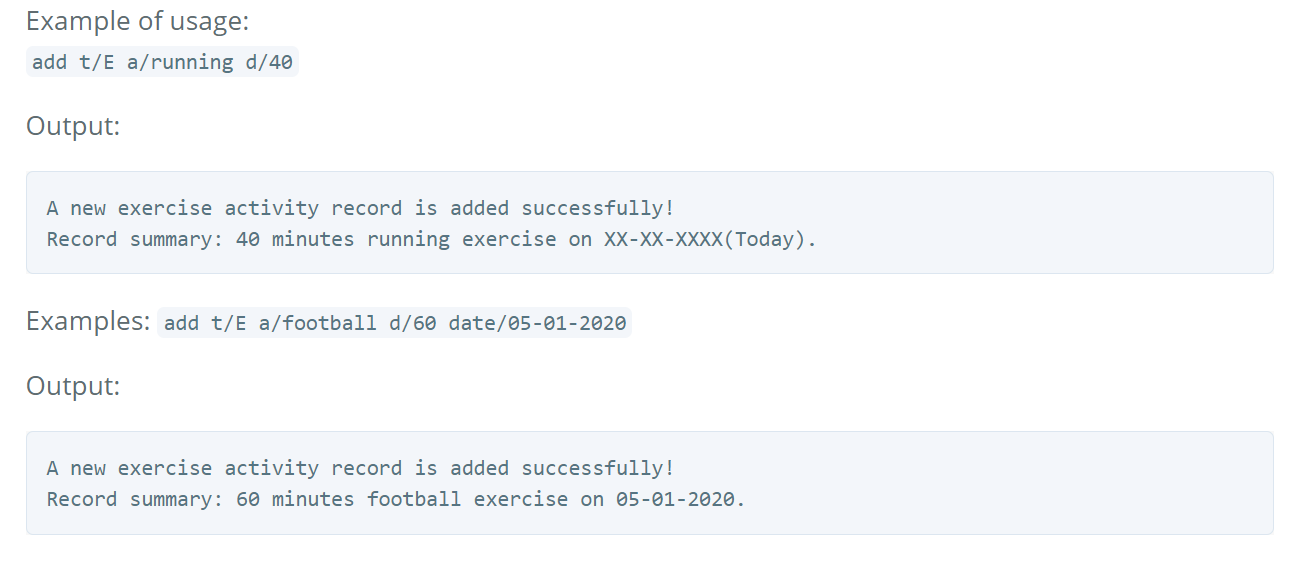 Example of usage:
add t/E a/running d/40
Output:
A new exercise activity record is added successfully!
Record summary: 40 minutes running exercise on XX-XX-XXXX(Today).
Examples: add t/E a/football d/60 date/05-01-2020
Output:
A new exercise activity record is added successfully!
Record summary: 60 minutes football exercise on 05-01-2020.